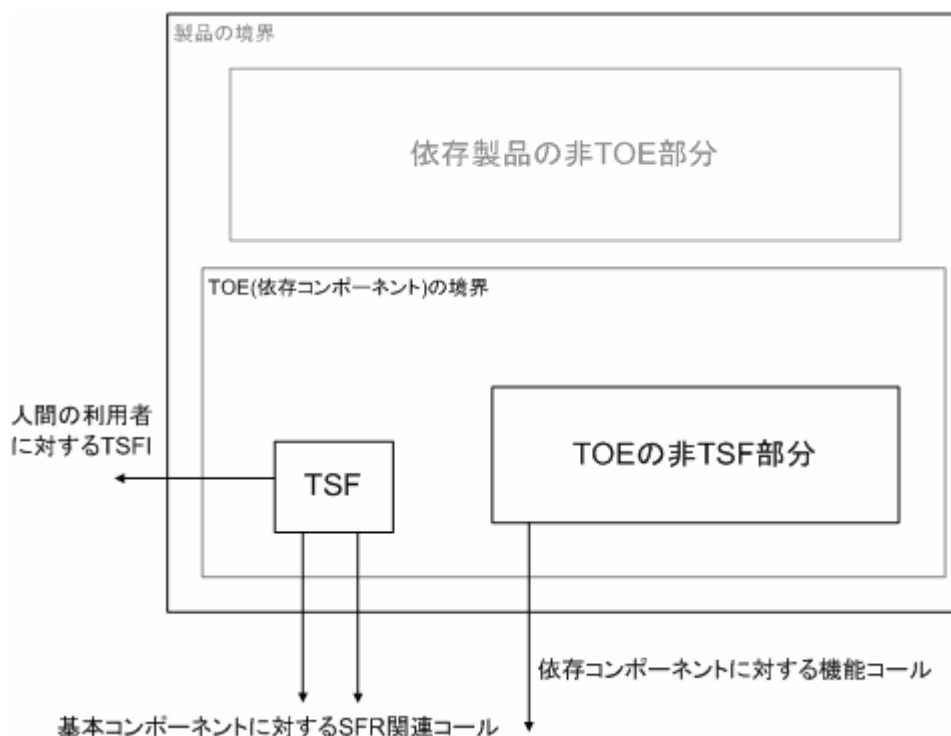 製品の境界
依存製品の非TOE部分
TOE(依存コンポーネント)の境界
人間の利用者
に対するTSFI
TSF
TOEの非TSF部分
依存コンポーネントに対する機能コール
基本コンポーネントに対するSFR関連コール